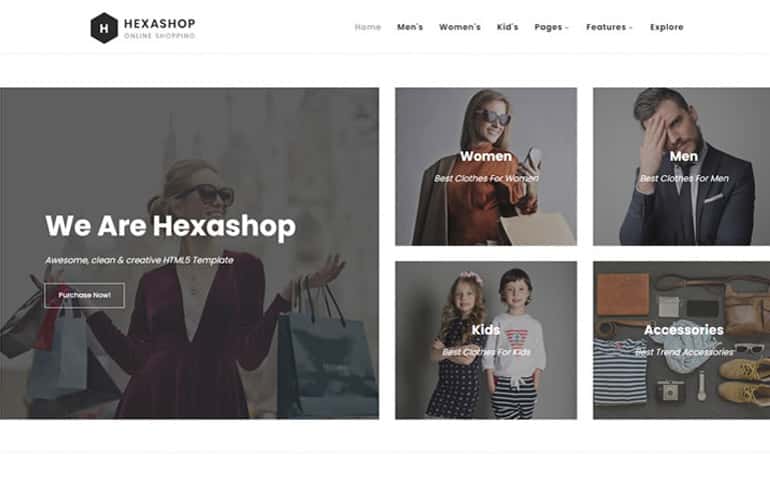 H
HEXASHOP
ONLINE SHOPPING
Home Men's Women's Kid's Pages Features Explore
We Are Hexashop
Awesome, clean & creative HTML5 Template
Purchase Now!
Women
Best Clothes For Women
Men
Best Clothes For Men
Kids
Best Clothes For Kids
Accessories
Best Trend Accessories